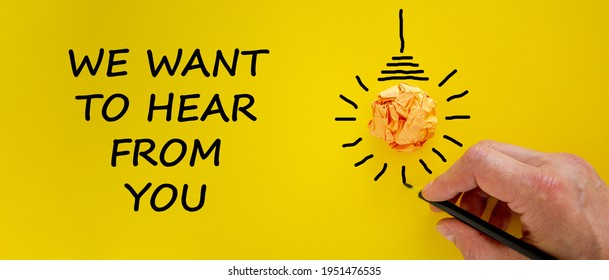 WE WANT
TO HEAR
FROM
YOU
shutterstock.com · 1951476535